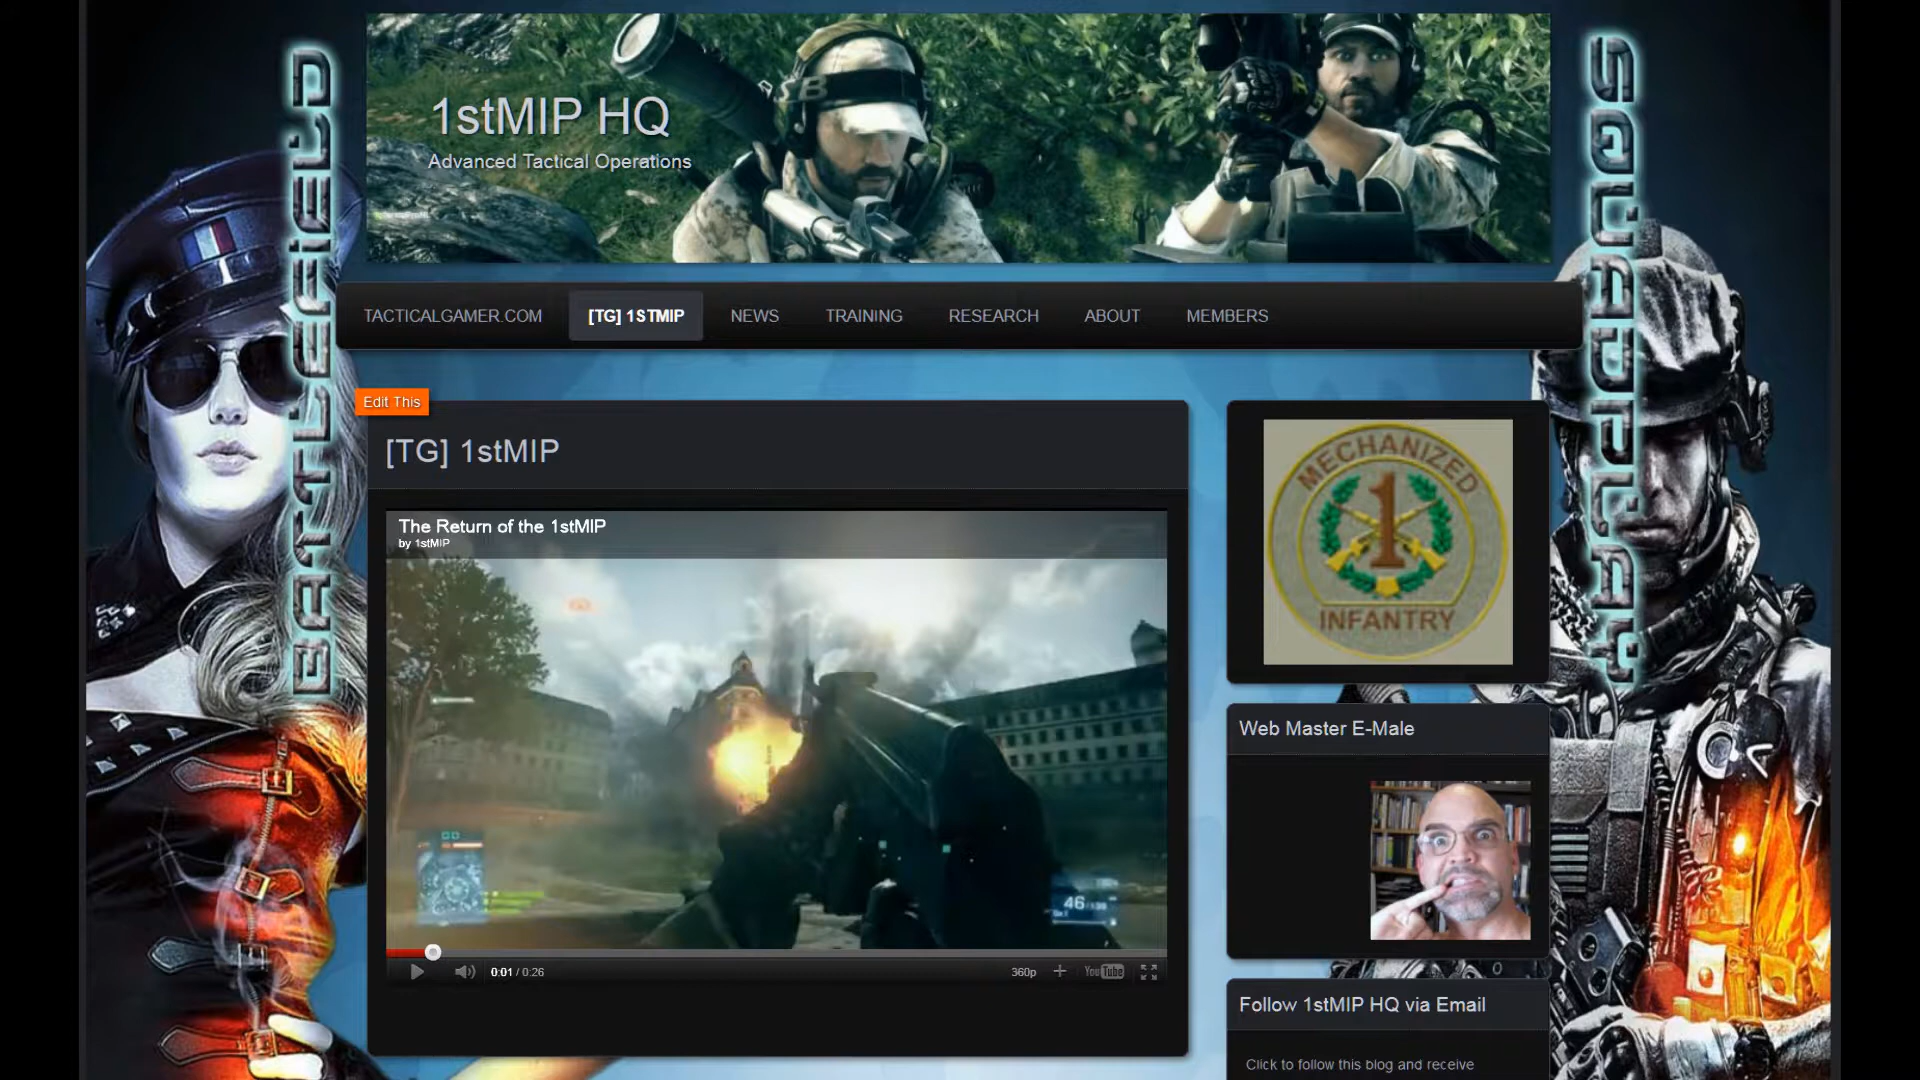 1stMIP HQ
Advanced Tactical Operations
BATTLEFIELD
SQUADPLAY
TACTICALGAMER.COM [TG] 1STMIP NEWS TRAINING RESEARCH ABOUT MEMBERS
Edit This
[TG] 1stMIP
The Return of the 1stMIP
by 1stMIP
46
0:01 / 0:26 360p YouTube
MECHANIZED
1
INFANTRY
Web Master E-Male
Follow 1stMIP HQ via Email
Click to follow this blog and receive